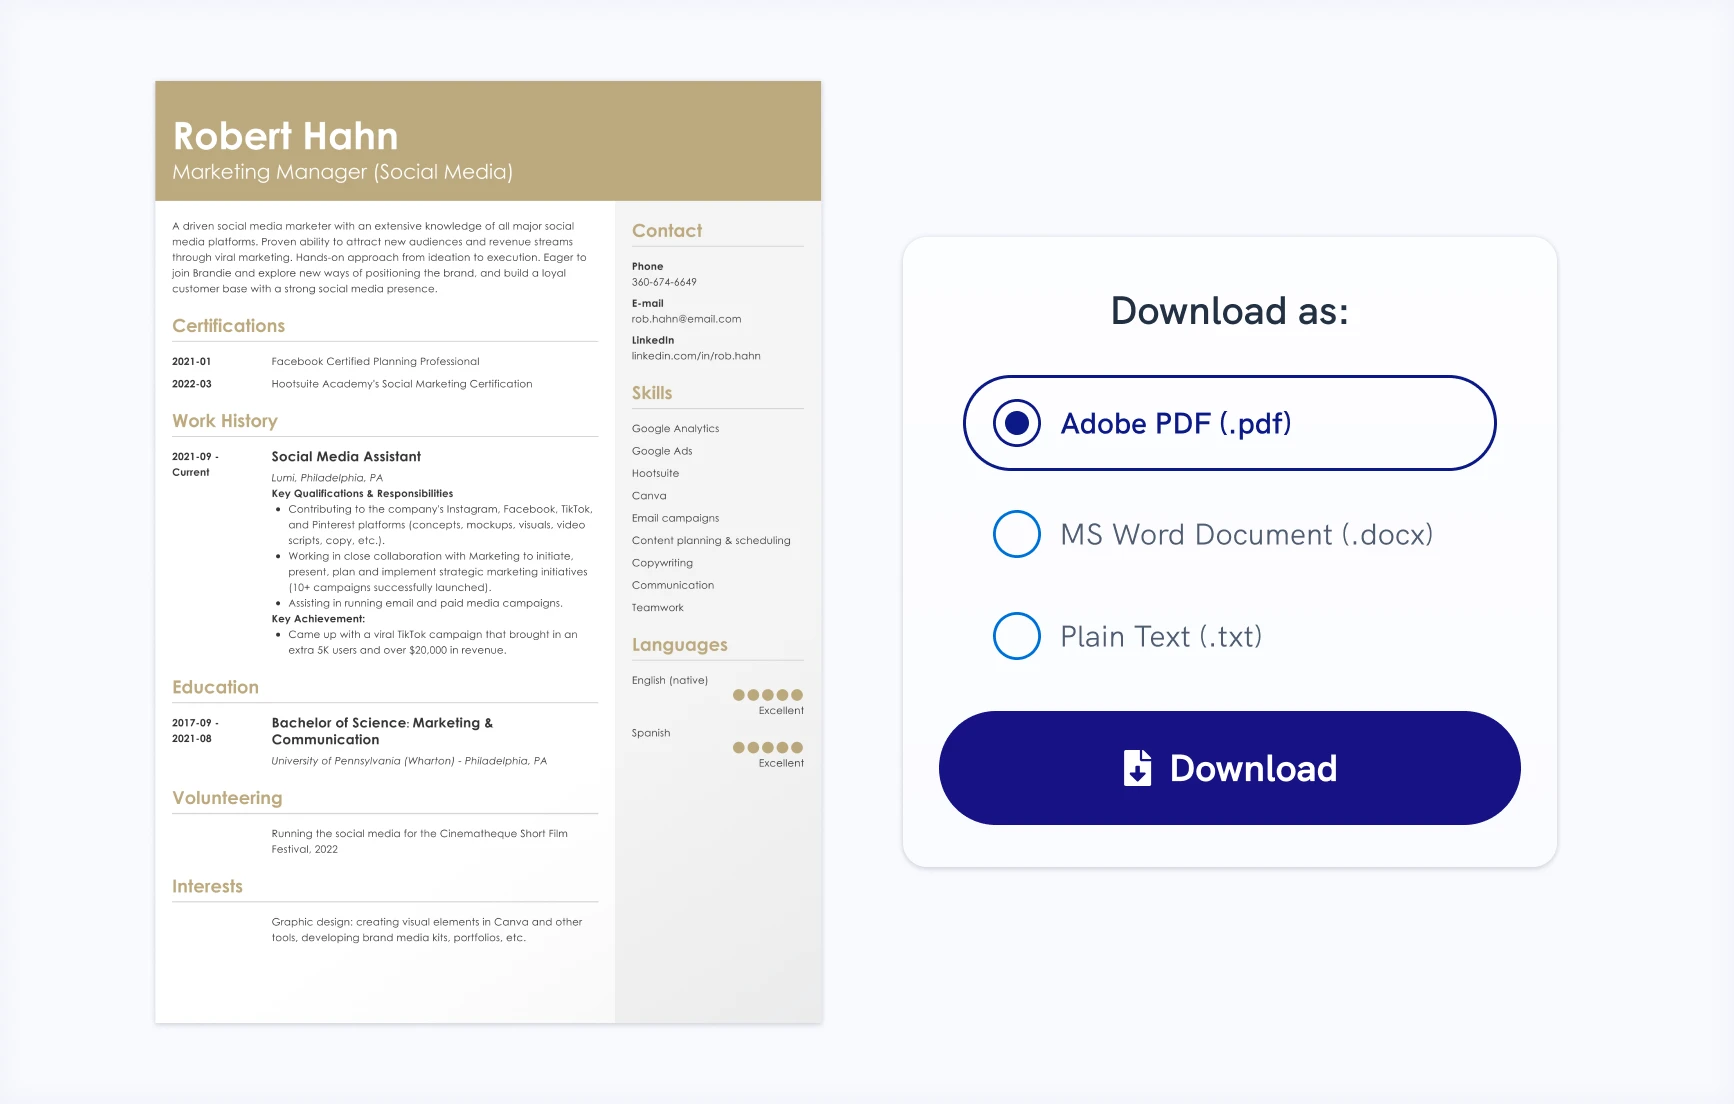 Robert Hahn
Marketing Manager (Social Media)
A driven social media marketer with an extensive knowledge of all major social
media platforms. Proven ability to attract new audiences and revenue streams
through viral marketing. Hands-on approach from ideation to execution. Eager to
join Brandie and explore new ways of positioning the brand, and build a loyal
customer base with a strong social media presence.
Certifications
2021-01 Facebook Certified Planning Professional
2022-03 Hootsuite Academy's Social Marketing Certification
Work History
2021-09 -
Current
Social Media Assistant
Lumi, Philadelphia, PA
Key Qualifications & Responsibilities
• Contributing to the company's Instagram, Facebook, TikTok,
and Pinterest platforms (concepts, mockups, visuals, video
scripts, copy, etc.).
• Working in close collaboration with Marketing to initiate,
present, plan and implement strategic marketing initiatives
(10+ campaigns successfully launched).
• Assisting in running email and paid media campaigns.
Key Achievement:
• Came up with a viral TikTok campaign that brought in an
extra 5K users and over $20,000 in revenue.
Education
2017-09 -
2021-08
Bachelor of Science: Marketing &
Communication
University of Pennsylvania (Wharton) - Philadelphia, PA
Volunteering
Running the social media for the Cinematheque Short Film
Festival, 2022
Interests
Graphic design: creating visual elements in Canva and other
tools, developing brand media kits, portfolios, etc.
Contact
Phone
360-674-6649
E-mail
rob.hahn@email.com
LinkedIn
linkedin.com/in/rob.hahn
Skills
Google Analytics
Google Ads
Hootsuite
Canva
Email campaigns
Content planning & scheduling
Copywriting
Communication
Teamwork
Languages
English (native)
Excellent
Spanish
Excellent
Download as:
Adobe PDF (.pdf)
MS Word Document (.docx)
Plain Text (.txt)
Download